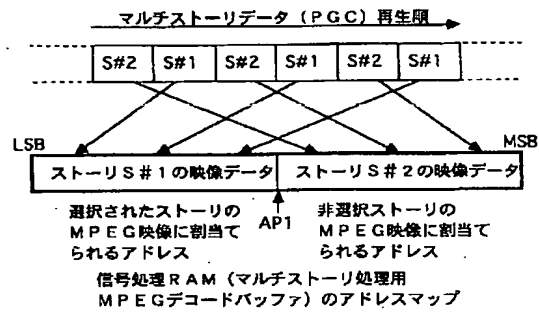 マルチストーリデータ（ＰＧＣ）再生順
S#2 S#1 S#2 S#1 S#2 S#1
LSB MSB
ストーリＳ＃１の映像データ ストーリＳ＃２の映像データ
AP1
選択されたストーリの 非選択ストーリの
ＭＰＥＧ映像に割当て ＭＰＥＧ映像に割当て
られるアドレス られるアドレス
信号処理ＲＡＭ（マルチストーリ処理用
ＭＰＥＧデコードバッファ）のアドレスマップ